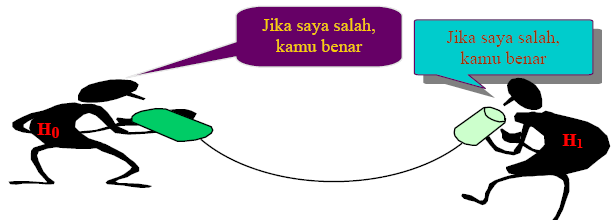 Jika saya salah,
kamu benar
Jika saya salah,
kamu benar
H0
H1